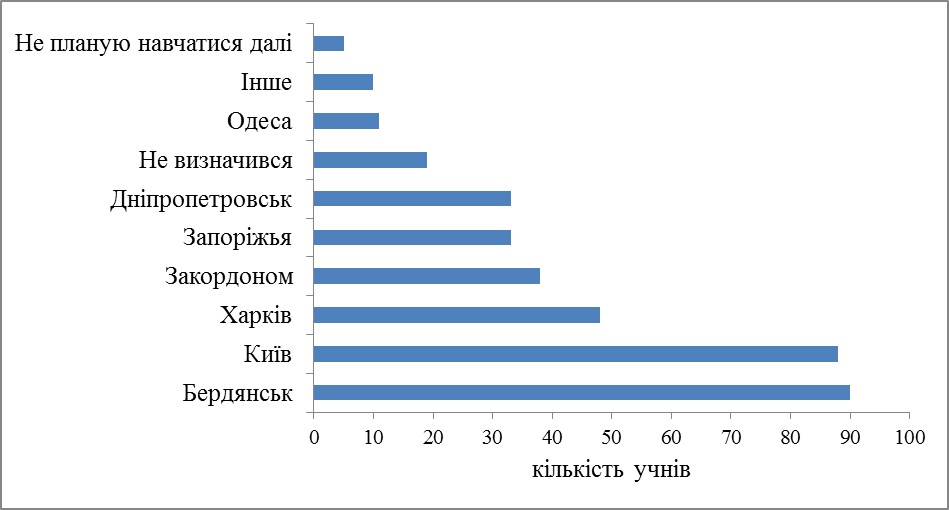 Не планую навчатися далі
Інше
Одеса
Не визначився
Дніпропетровськ
Запоріжья
Закордоном
Харків
Київ
Бердянськ
0 10 20 30 40 50 60 70 80 90 100
кількість учнів